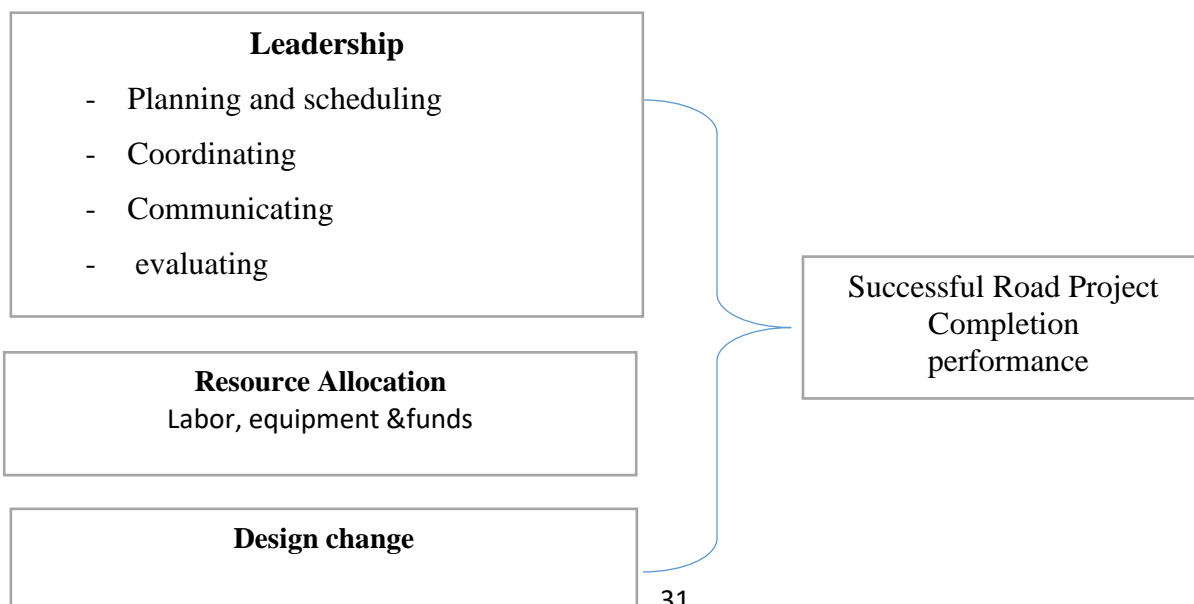 Leadership
- Planning and scheduling
- Coordinating
- Communicating
- evaluating
Resource Allocation
Labor, equipment &funds
Design change
Successful Road Project
Completion
performance
31